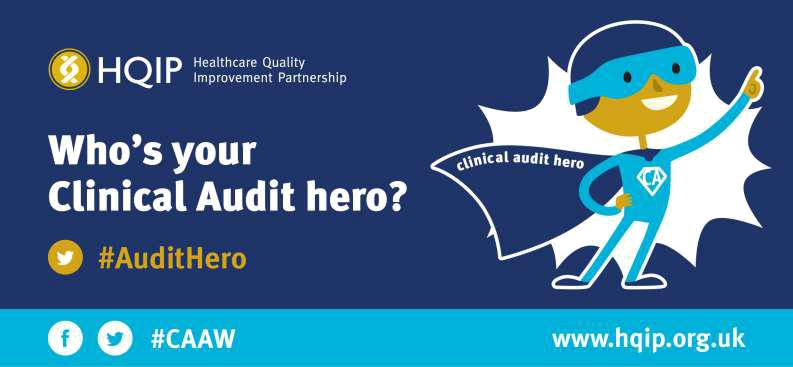 HQIP
Healthcare Quality
Improvement Partnership
Who's your
Clinical Audit hero?
#AuditHero
clinical audit hero
CA
f
#CAAW
www.hqip.org.uk